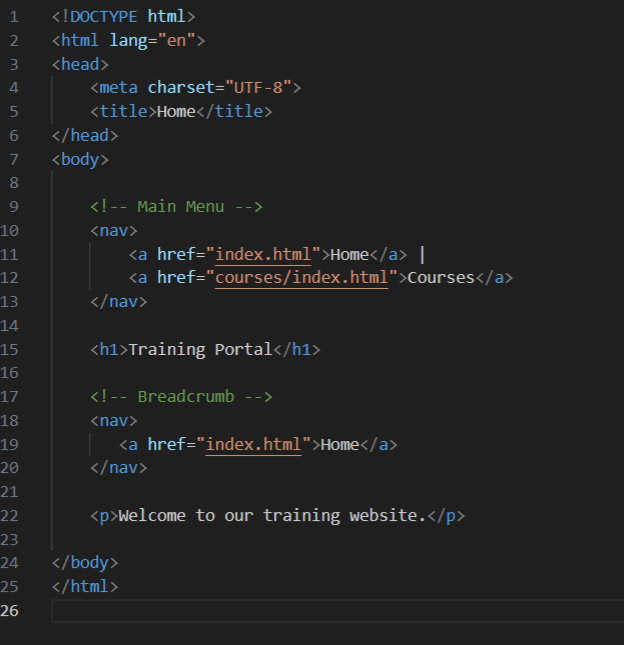 1 <!DOCTYPE html>
2 <html lang="en">
3 <head>
4     <meta charset="UTF-8">
5     <title>Home</title>
6 </head>
7 <body>
8
9     <!-- Main Menu -->
10     <nav>
11         <a href="index.html">Home</a> |
12         <a href="courses/index.html">Courses</a>
13     </nav>
14
15     <h1>Training Portal</h1>
16
17     <!-- Breadcrumb -->
18     <nav>
19        <a href="index.html">Home</a>
20     </nav>
21
22     <p>Welcome to our training website.</p>
23
24 </body>
25 </html>
26